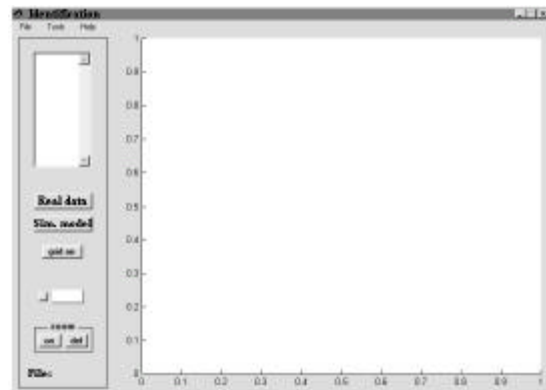 Identification
File Tools Help
Real data
Sim. model
grid on
zoom
on del
File:
1
0.9
0.8
0.7
0.6
0.5
0.4
0.3
0.2
0.1
0
0 0.1 0.2 0.3 0.4 0.5 0.6 0.7 0.8 0.9 1